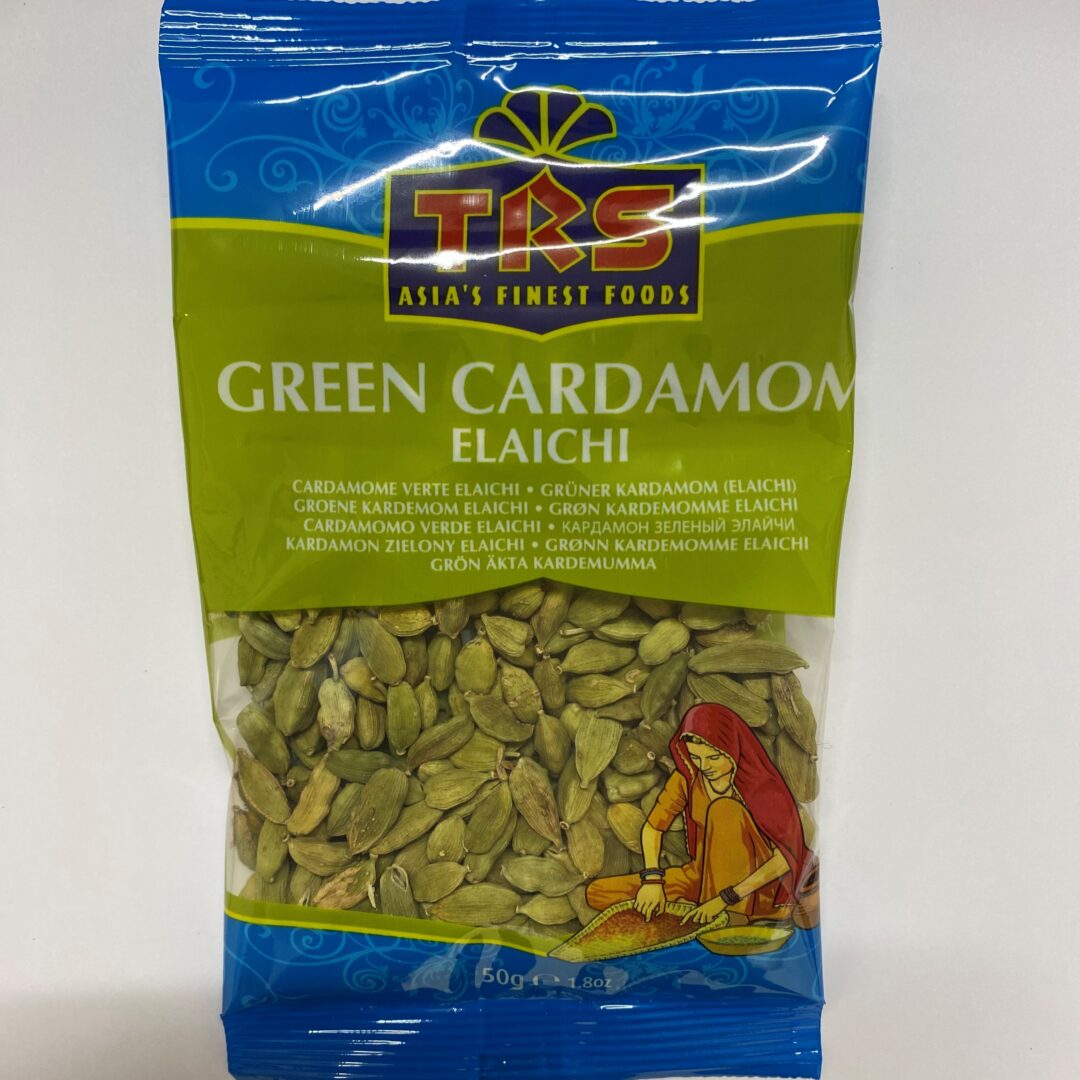 TRS
ASIA'S FINEST FOODS
GREEN CARDAMOM
ELAICHI
CARDAMOME VERTE ELAICHI • GRÜNER KARDAMOM (ELAICHI)
GROENE KARDEMOM ELAICHI • GRØN KARDEMOMME ELAICHI
CARDAMOMO VERDE ELAICHI • КАРДАМОН ЗЕЛЕНЫЙ ЭЛАЙЧИ
KARDAMON ZIELONY ELAICHI • GRØNN KARDEMOMME ELAICHI
GRÖN ÄKTA KARDEMUMMA
50g ℮ 1.8oz